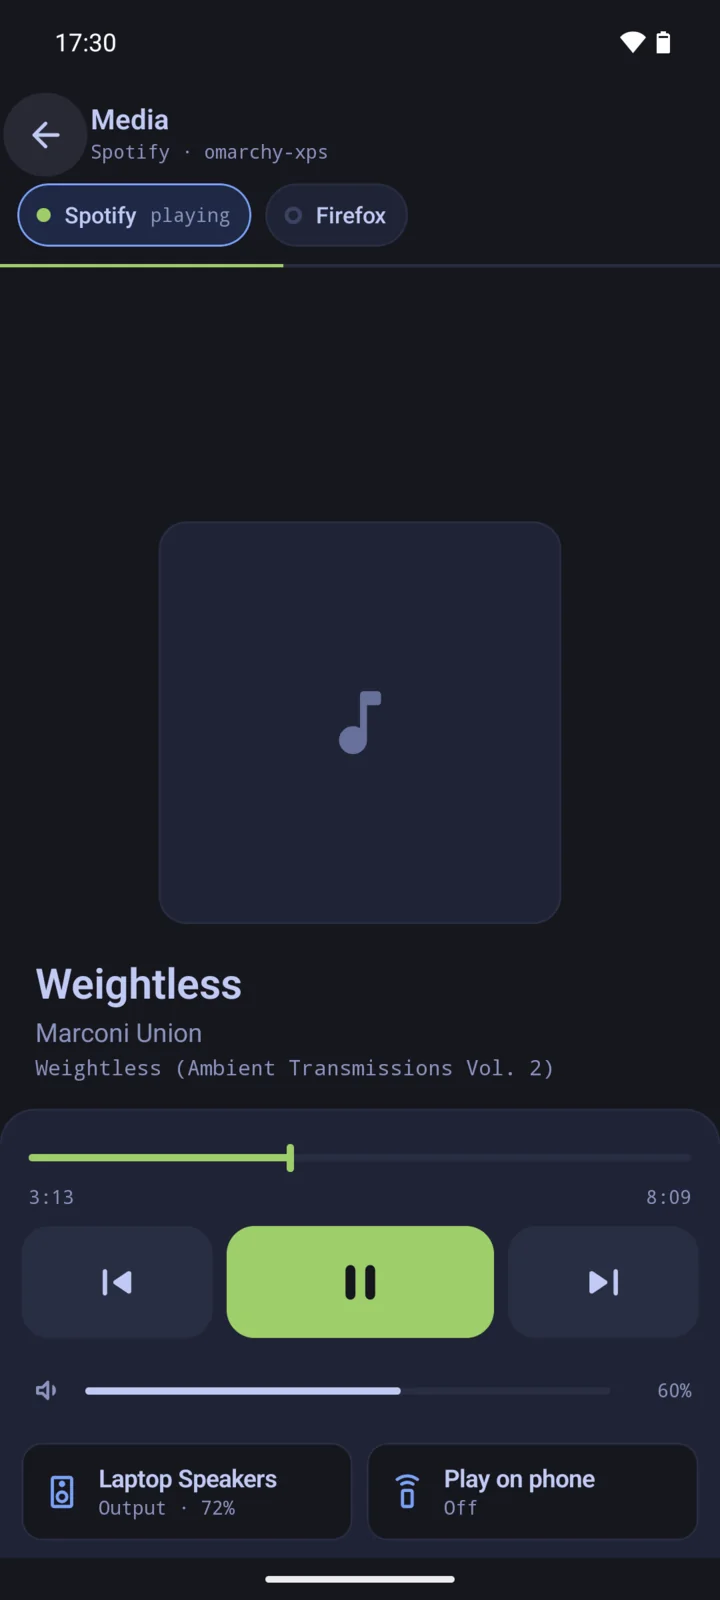 17:30
Media
Spotify · omarchy-xps
Spotify playing
Firefox
Weightless
Marconi Union
Weightless (Ambient Transmissions Vol. 2)
3:13
8:09
60%
Laptop Speakers
Output · 72%
Play on phone
Off